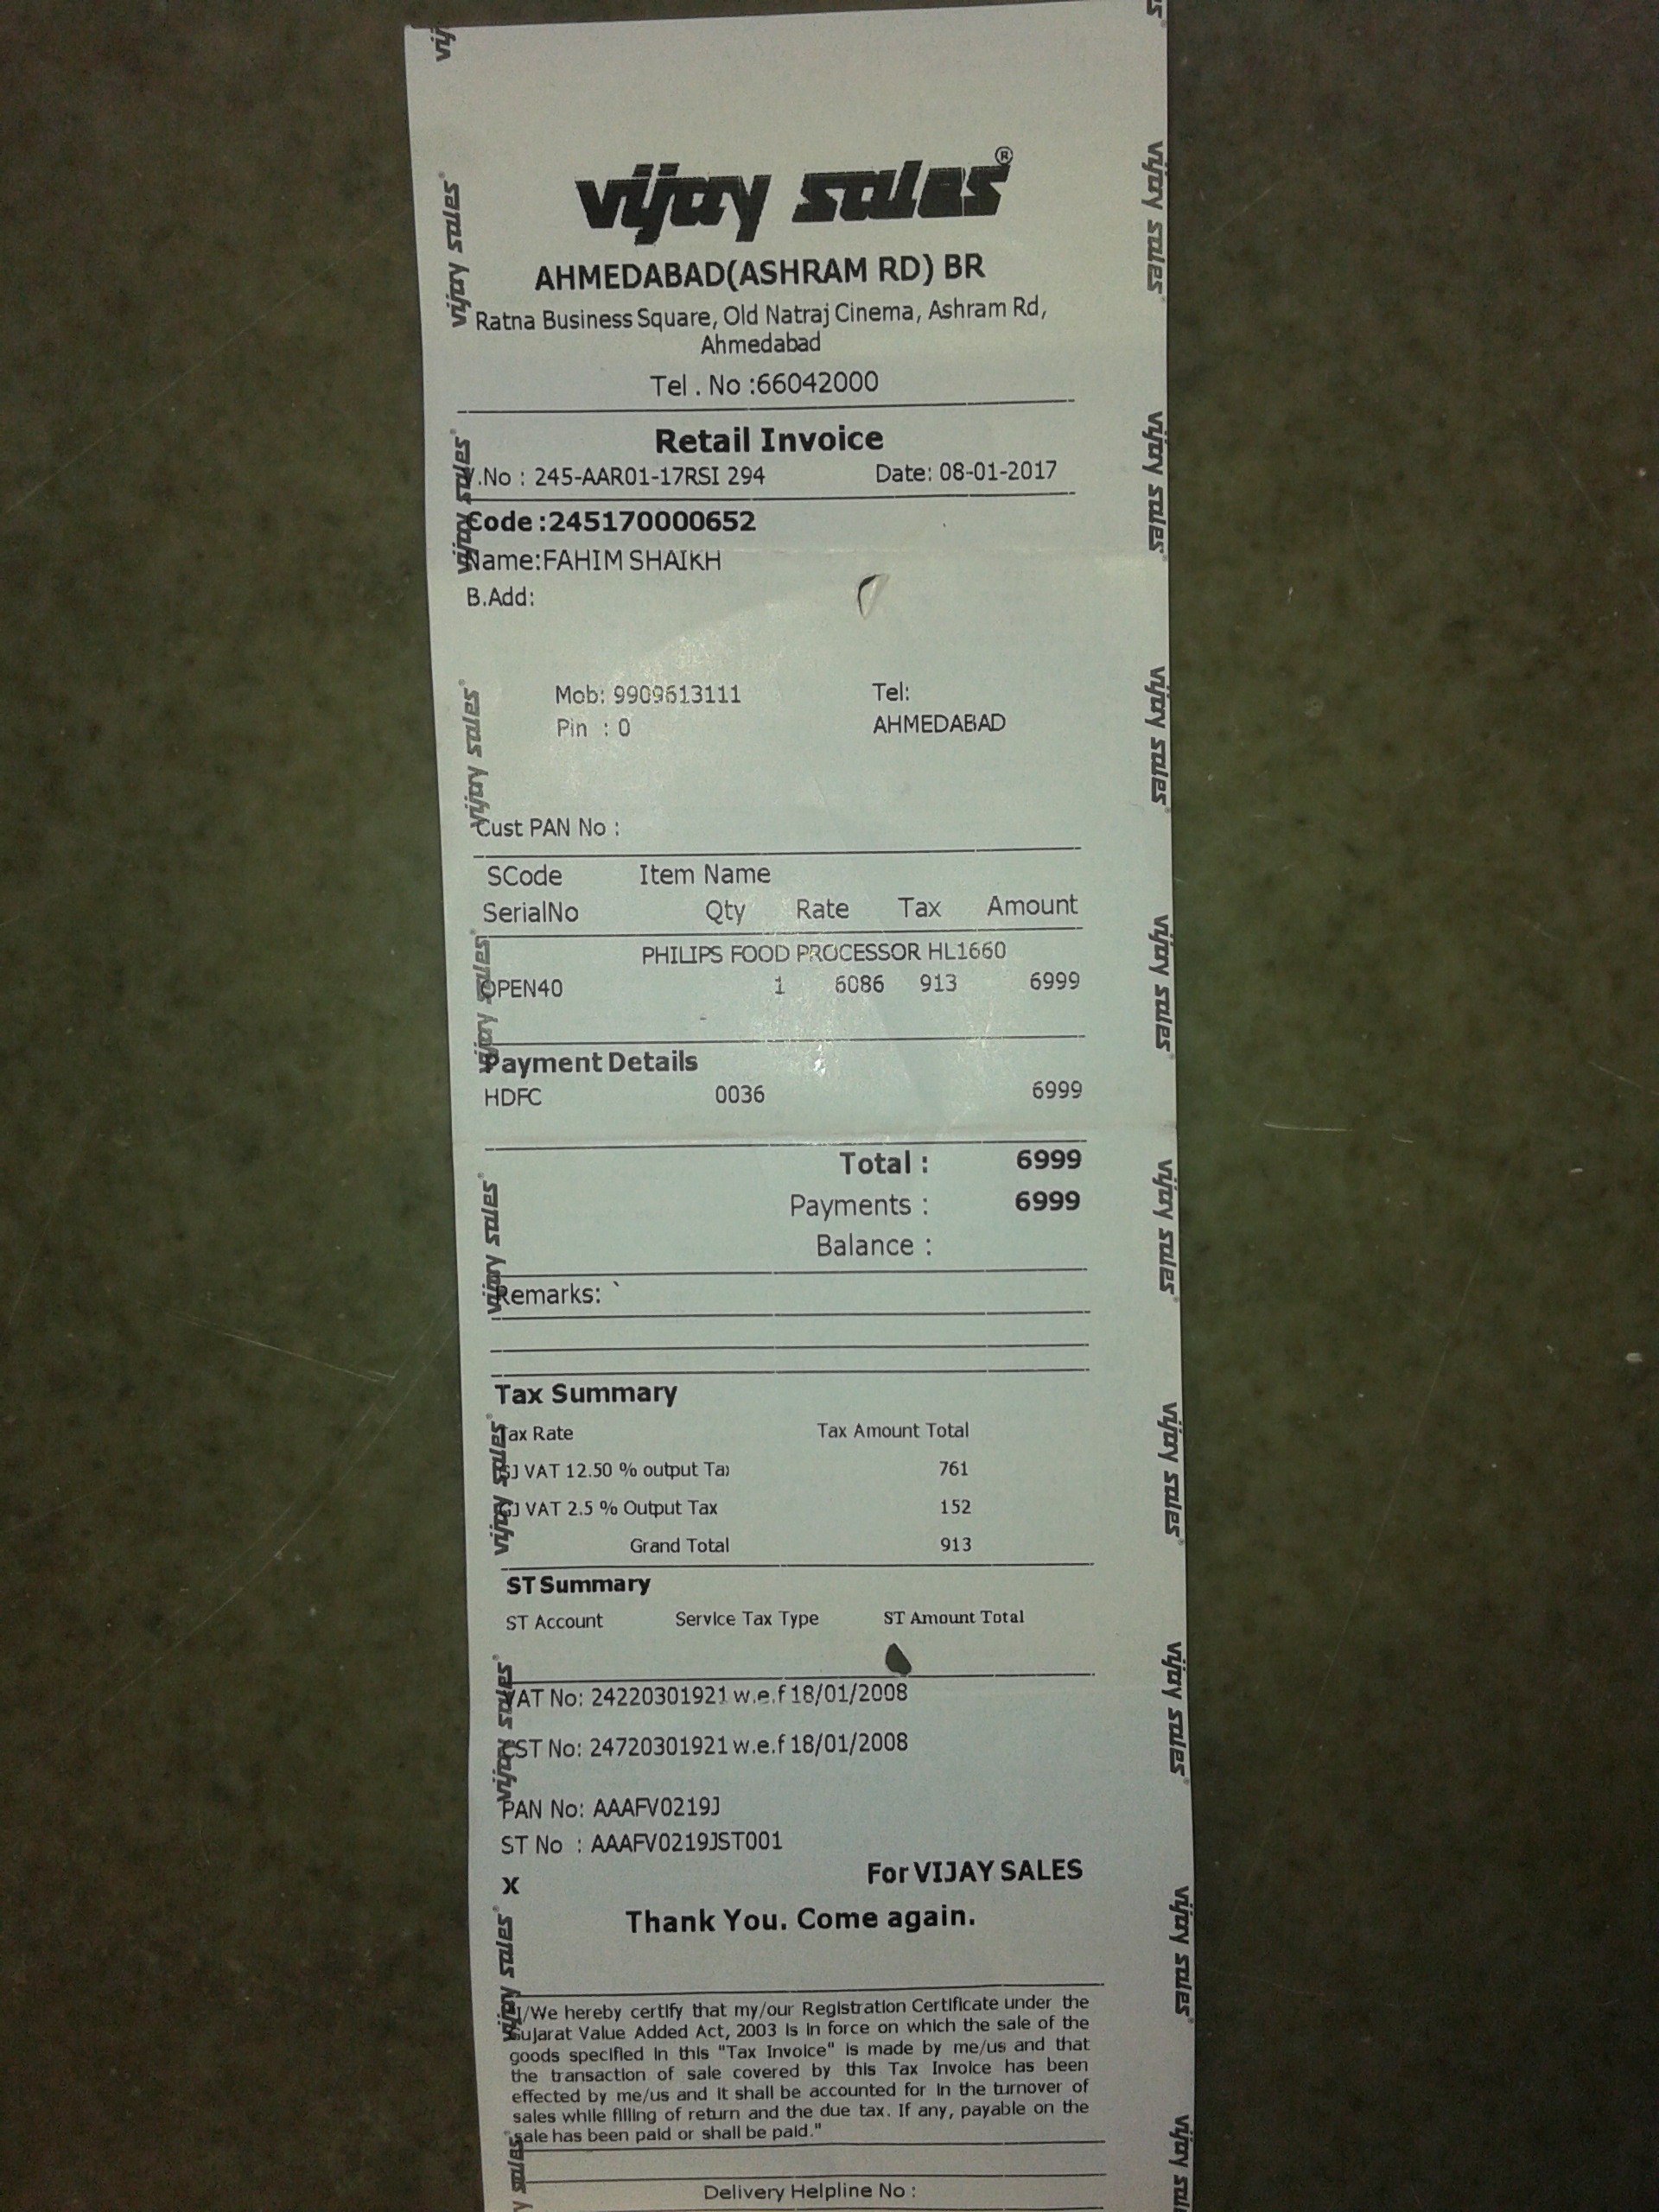 vijay sales®
AHMEDABAD(ASHRAM RD) BR
Ratna Business Square, Old Natraj Cinema, Ashram Rd,
Ahmedabad
Tel . No :66042000
Retail Invoice
V.No : 245-AAR01-17RSI 294 Date: 08-01-2017
Code :245170000652
Name:FAHIM SHAIKH
B.Add:
Mob: 9909613111 Tel:
Pin : 0 AHMEDABAD
Cust PAN No :
SCode Item Name
SerialNo Qty Rate Tax Amount
PHILIPS FOOD PROCESSOR HL1660
OPEN40 1 6086 913 6999
Payment Details
HDFC 0036 6999
Total : 6999
Payments : 6999
Balance :
Remarks: `
Tax Summary
Tax Rate Tax Amount Total
GJ VAT 12.50 % output Tax 761
GJ VAT 2.5 % Output Tax 152
Grand Total 913
ST Summary
ST Account Service Tax Type ST Amount Total
VAT No: 24220301921 w.e.f 18/01/2008
CST No: 24720301921 w.e.f 18/01/2008
PAN No: AAAFV0219J
ST No : AAAFV0219JST001
For VIJAY SALES
X
Thank You. Come again.
"I/We hereby certify that my/our Registration Certificate under the
Gujarat Value Added Act, 2003 is in force on which the sale of the
goods specified in this "Tax Invoice" is made by me/us and that
the transaction of sale covered by this Tax Invoice has been
effected by me/us and it shall be accounted for in the turnover of
sales while filling of return and the due tax. If any, payable on the
sale has been paid or shall be paid."
Delivery Helpline No :